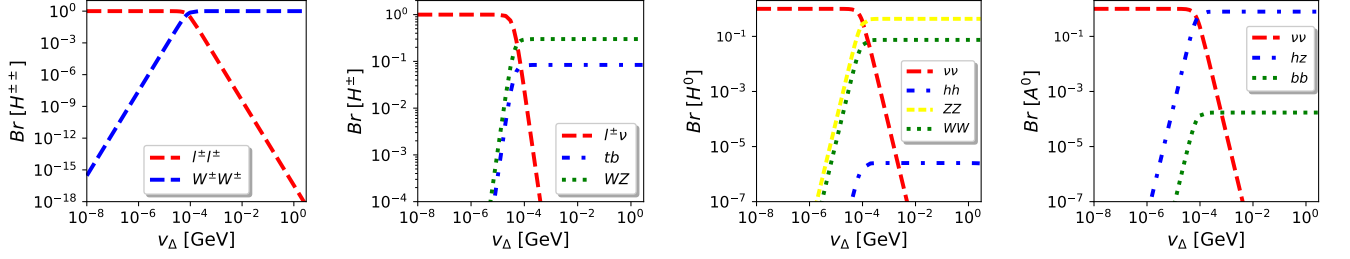 Br [H^{±±}]
10^0
10^{-3}
10^{-6}
10^{-9}
10^{-12}
10^{-15}
10^{-18}
l^±l^±
W^±W^±
10^{-8} 10^{-6} 10^{-4} 10^{-2} 10^0
v_Δ [GeV]
Br [H^±]
10^0
10^{-1}
10^{-2}
10^{-3}
10^{-4}
l^±ν
tb
WZ
10^{-8} 10^{-6} 10^{-4} 10^{-2} 10^0
v_Δ [GeV]
Br [H^0]
10^{-1}
10^{-3}
10^{-5}
10^{-7}
νν
hh
ZZ
WW
10^{-8} 10^{-6} 10^{-4} 10^{-2} 10^0
v_Δ [GeV]
Br [A^0]
10^{-1}
10^{-3}
10^{-5}
10^{-7}
νν
hz
bb
10^{-8} 10^{-6} 10^{-4} 10^{-2} 10^0
v_Δ [GeV]